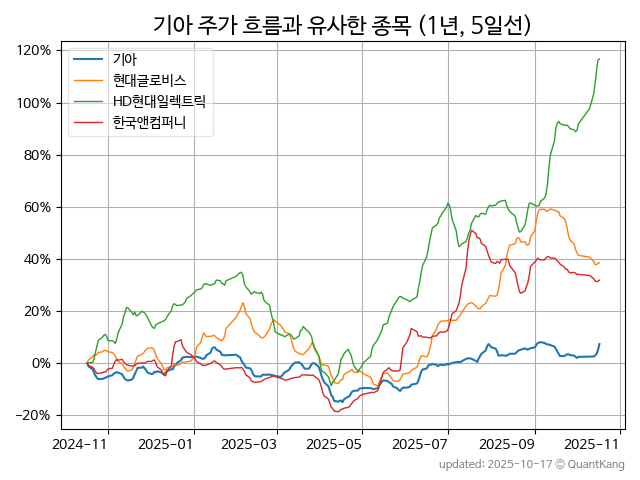 기아 주가 흐름과 유사한 종목 (1년, 5일선)
기아
현대글로비스
HD현대일렉트릭
한국앤컴퍼니
120%
100%
80%
60%
40%
20%
0%
−20%
2024-11 2025-01 2025-03 2025-05 2025-07 2025-09 2025-11
updated: 2025-10-17 © QuantKang